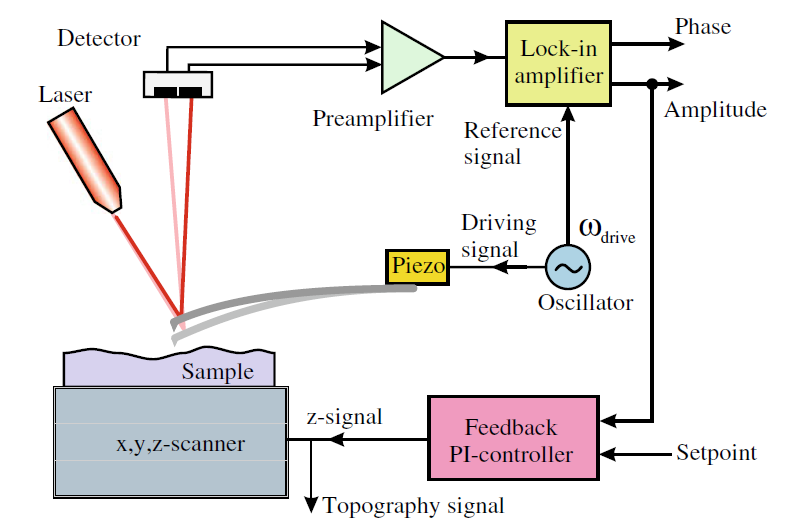 Phase
Detector
Lock-in
amplifier
Laser
Amplitude
Preamplifier
Reference
signal
Driving
signal
ωdrive
Piezo
Oscillator
Sample
z-signal
Feedback
PI-controller
x,y,z-scanner
Setpoint
Topography signal